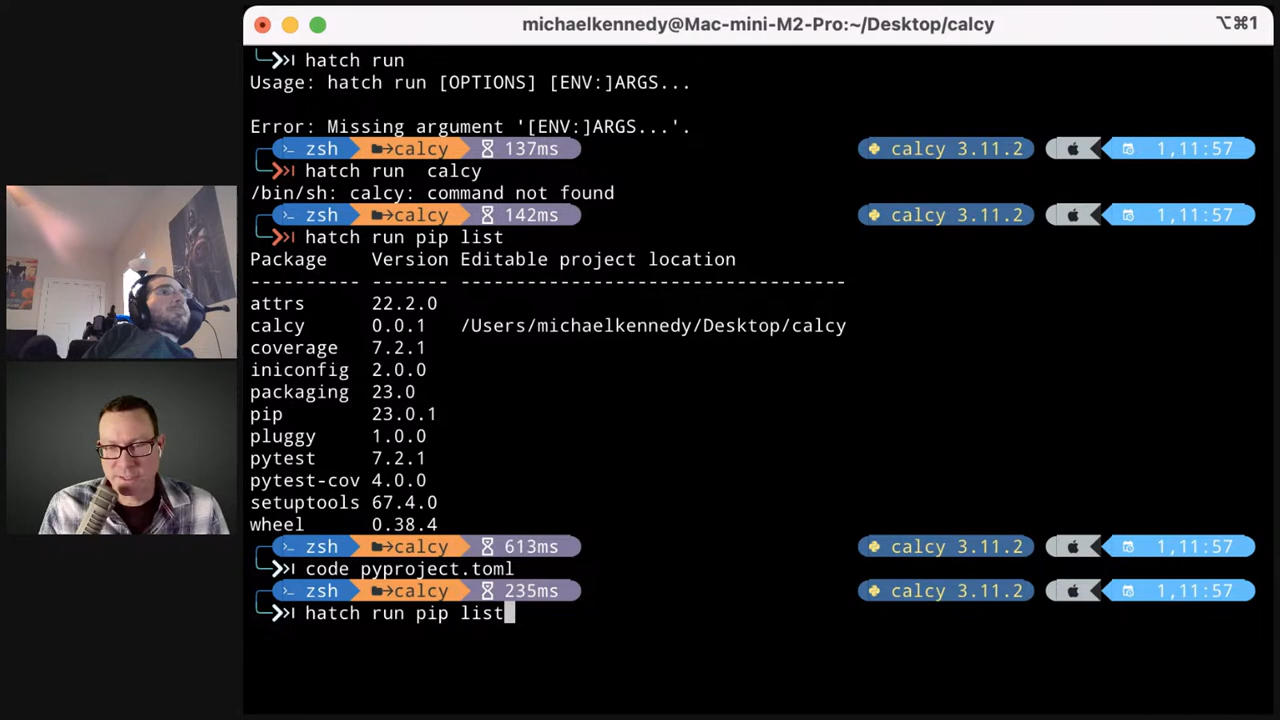 michaelkennedy@Mac-mini-M2-Pro:~/Desktop/calcy ⌥⌘1
hatch run
Usage: hatch run [OPTIONS] [ENV:]ARGS...
Error: Missing argument '[ENV:]ARGS...'.
zsh calcy 137ms calcy 3.11.2 1,11:57
hatch run  calcy
/bin/sh: calcy: command not found
zsh calcy 142ms calcy 3.11.2 1,11:57
hatch run pip list
Package    Version Editable project location
---------- ------- -----------------------------------
attrs      22.2.0
calcy      0.0.1   /Users/michaelkennedy/Desktop/calcy
coverage   7.2.1
iniconfig  2.0.0
packaging  23.0
pip        23.0.1
pluggy     1.0.0
pytest     7.2.1
pytest-cov 4.0.0
setuptools 67.4.0
wheel      0.38.4
zsh calcy 613ms calcy 3.11.2 1,11:57
code pyproject.toml
zsh calcy 235ms calcy 3.11.2 1,11:57
hatch run pip list